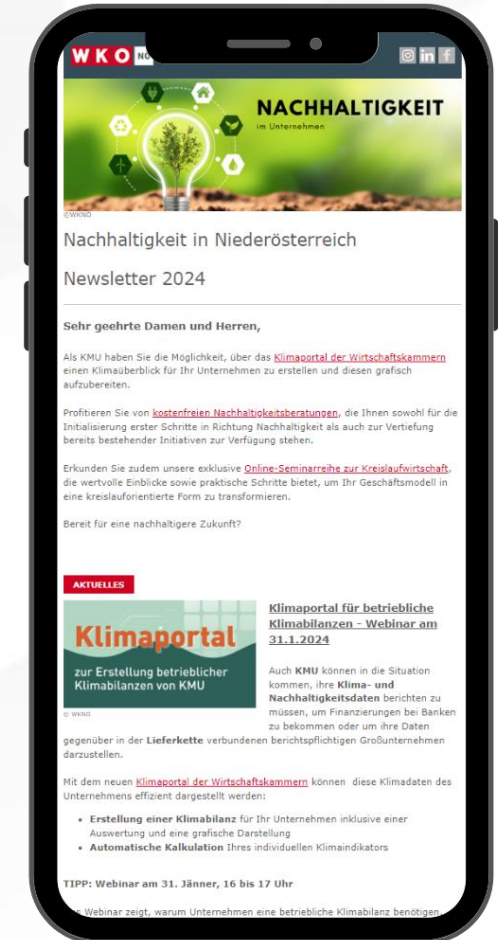 WKO NÖ
NACHHALTIGKEIT
im Unternehmen
©WKNÖ
Nachhaltigkeit in Niederösterreich
Newsletter 2024
Sehr geehrte Damen und Herren,
Als KMU haben Sie die Möglichkeit, über das Klimaportal der Wirtschaftskammern
einen Klimaüberblick für Ihr Unternehmen zu erstellen und diesen grafisch
aufzubereiten.
Profitieren Sie von kostenfreien Nachhaltigkeitsberatungen, die Ihnen sowohl für die
Initialisierung erster Schritte in Richtung Nachhaltigkeit als auch zur Vertiefung
bereits bestehender Initiativen zur Verfügung stehen.
Erkunden Sie zudem unsere exklusive Online-Seminarreihe zur Kreislaufwirtschaft,
die wertvolle Einblicke sowie praktische Schritte bietet, um Ihr Geschäftsmodell in
eine kreislauforientierte Form zu transformieren.
Bereit für eine nachhaltigere Zukunft?
AKTUELLES
Klimaportal
zur Erstellung betrieblicher
Klimabilanzen von KMU
© WKNÖ
Klimaportal für betriebliche
Klimabilanzen - Webinar am
31.1.2024
Auch KMU können in die Situation
kommen, ihre Klima- und
Nachhaltigkeitsdaten berichten zu
müssen, um Finanzierungen bei Banken
zu bekommen oder um ihre Daten
gegenüber in der Lieferkette verbundenen berichtspflichtigen Großunternehmen
darzustellen.
Mit dem neuen Klimaportal der Wirtschaftskammern können diese Klimadaten des
Unternehmens effizient dargestellt werden:
• Erstellung einer Klimabilanz für Ihr Unternehmen inklusive einer
Auswertung und eine grafische Darstellung
• Automatische Kalkulation Ihres individuellen Klimaindikators
TIPP: Webinar am 31. Jänner, 16 bis 17 Uhr
Webinar zeigt, warum Unternehmen eine betriebliche Klimabilanz benötigen,